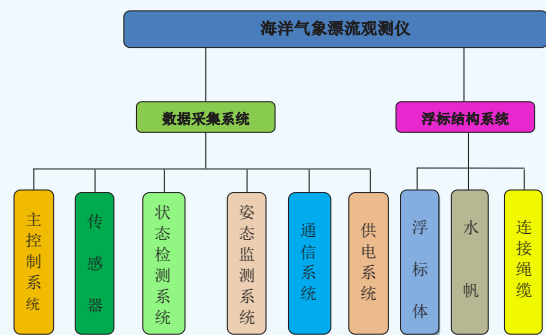 海洋气象漂流观测仪
数据采集系统
浮标结构系统
主控制系统
传感器
状态检测系统
姿态监测系统
通信系统
供电系统
浮标体
水帆
连接绳缆